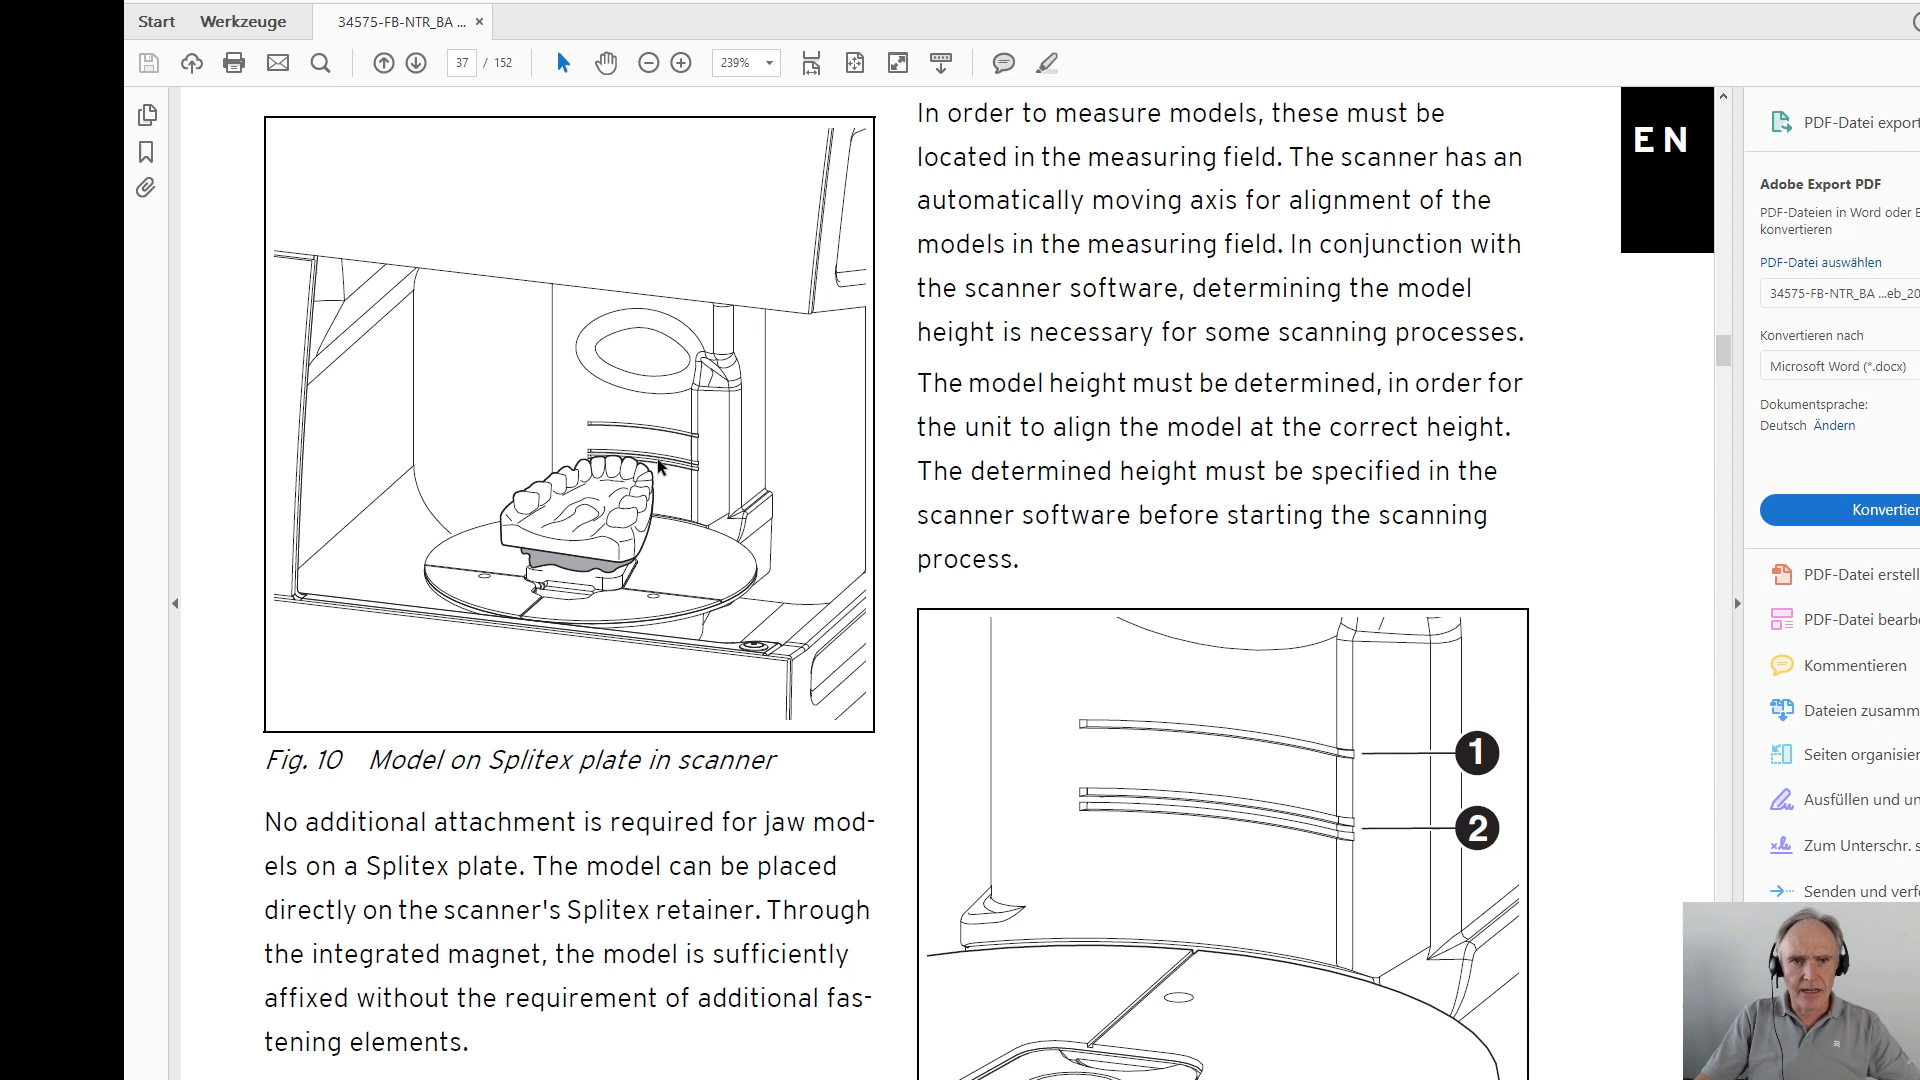 Start Werkzeuge 34575-FB-NTR_BA ... ×
37 / 152 239%
In order to measure models, these must be
located in the measuring field. The scanner has an
automatically moving axis for alignment of the
models in the measuring field. In conjunction with
the scanner software, determining the model
height is necessary for some scanning processes.
The model height must be determined, in order for
the unit to align the model at the correct height.
The determined height must be specified in the
scanner software before starting the scanning
process.
EN
1
2
Fig. 10 Model on Splitex plate in scanner
No additional attachment is required for jaw mod-
els on a Splitex plate. The model can be placed
directly on the scanner's Splitex retainer. Through
the integrated magnet, the model is sufficiently
affixed without the requirement of additional fas-
tening elements.
PDF-Datei export
Adobe Export PDF
PDF-Dateien in Word oder E
konvertieren
PDF-Datei auswählen
34575-FB-NTR_BA ...eb_20
Konvertieren nach
Microsoft Word (*.docx)
Dokumentsprache:
Deutsch Ändern
Konvertier
PDF-Datei erstell
PDF-Datei bearbe
Kommentieren
Dateien zusamm
Seiten organisier
Ausfüllen und un
Zum Unterschr. s
Senden und verf